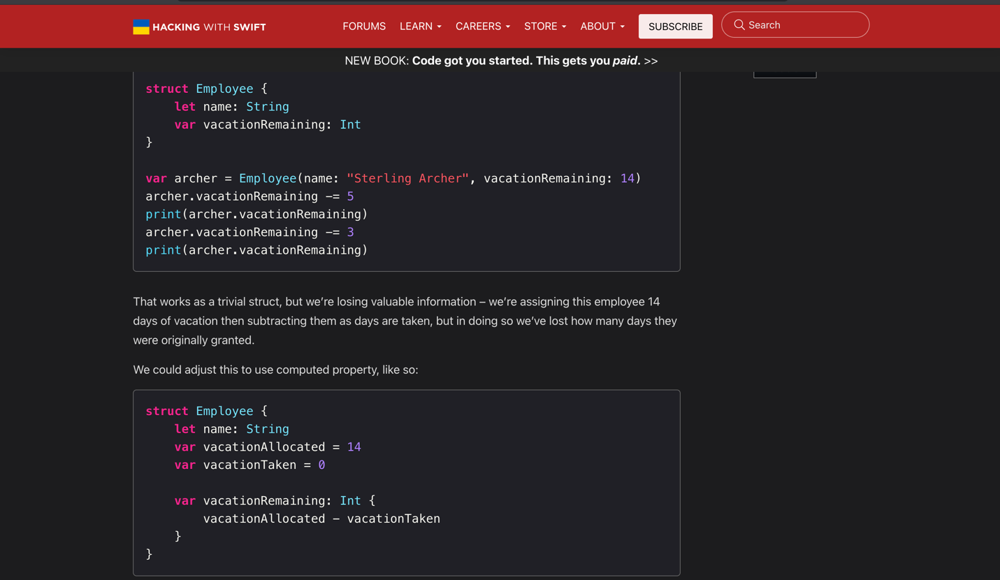 HACKING WITH SWIFT
FORUMS LEARN CAREERS STORE ABOUT SUBSCRIBE Search
NEW BOOK: Code got you started. This gets you paid. >>
struct Employee {
    let name: String
    var vacationRemaining: Int
}
var archer = Employee(name: "Sterling Archer", vacationRemaining: 14)
archer.vacationRemaining -= 5
print(archer.vacationRemaining)
archer.vacationRemaining -= 3
print(archer.vacationRemaining)
That works as a trivial struct, but we’re losing valuable information – we’re assigning this employee 14
days of vacation then subtracting them as days are taken, but in doing so we’ve lost how many days they
were originally granted.
We could adjust this to use computed property, like so:
struct Employee {
    let name: String
    var vacationAllocated = 14
    var vacationTaken = 0
    var vacationRemaining: Int {
        vacationAllocated - vacationTaken
    }
}